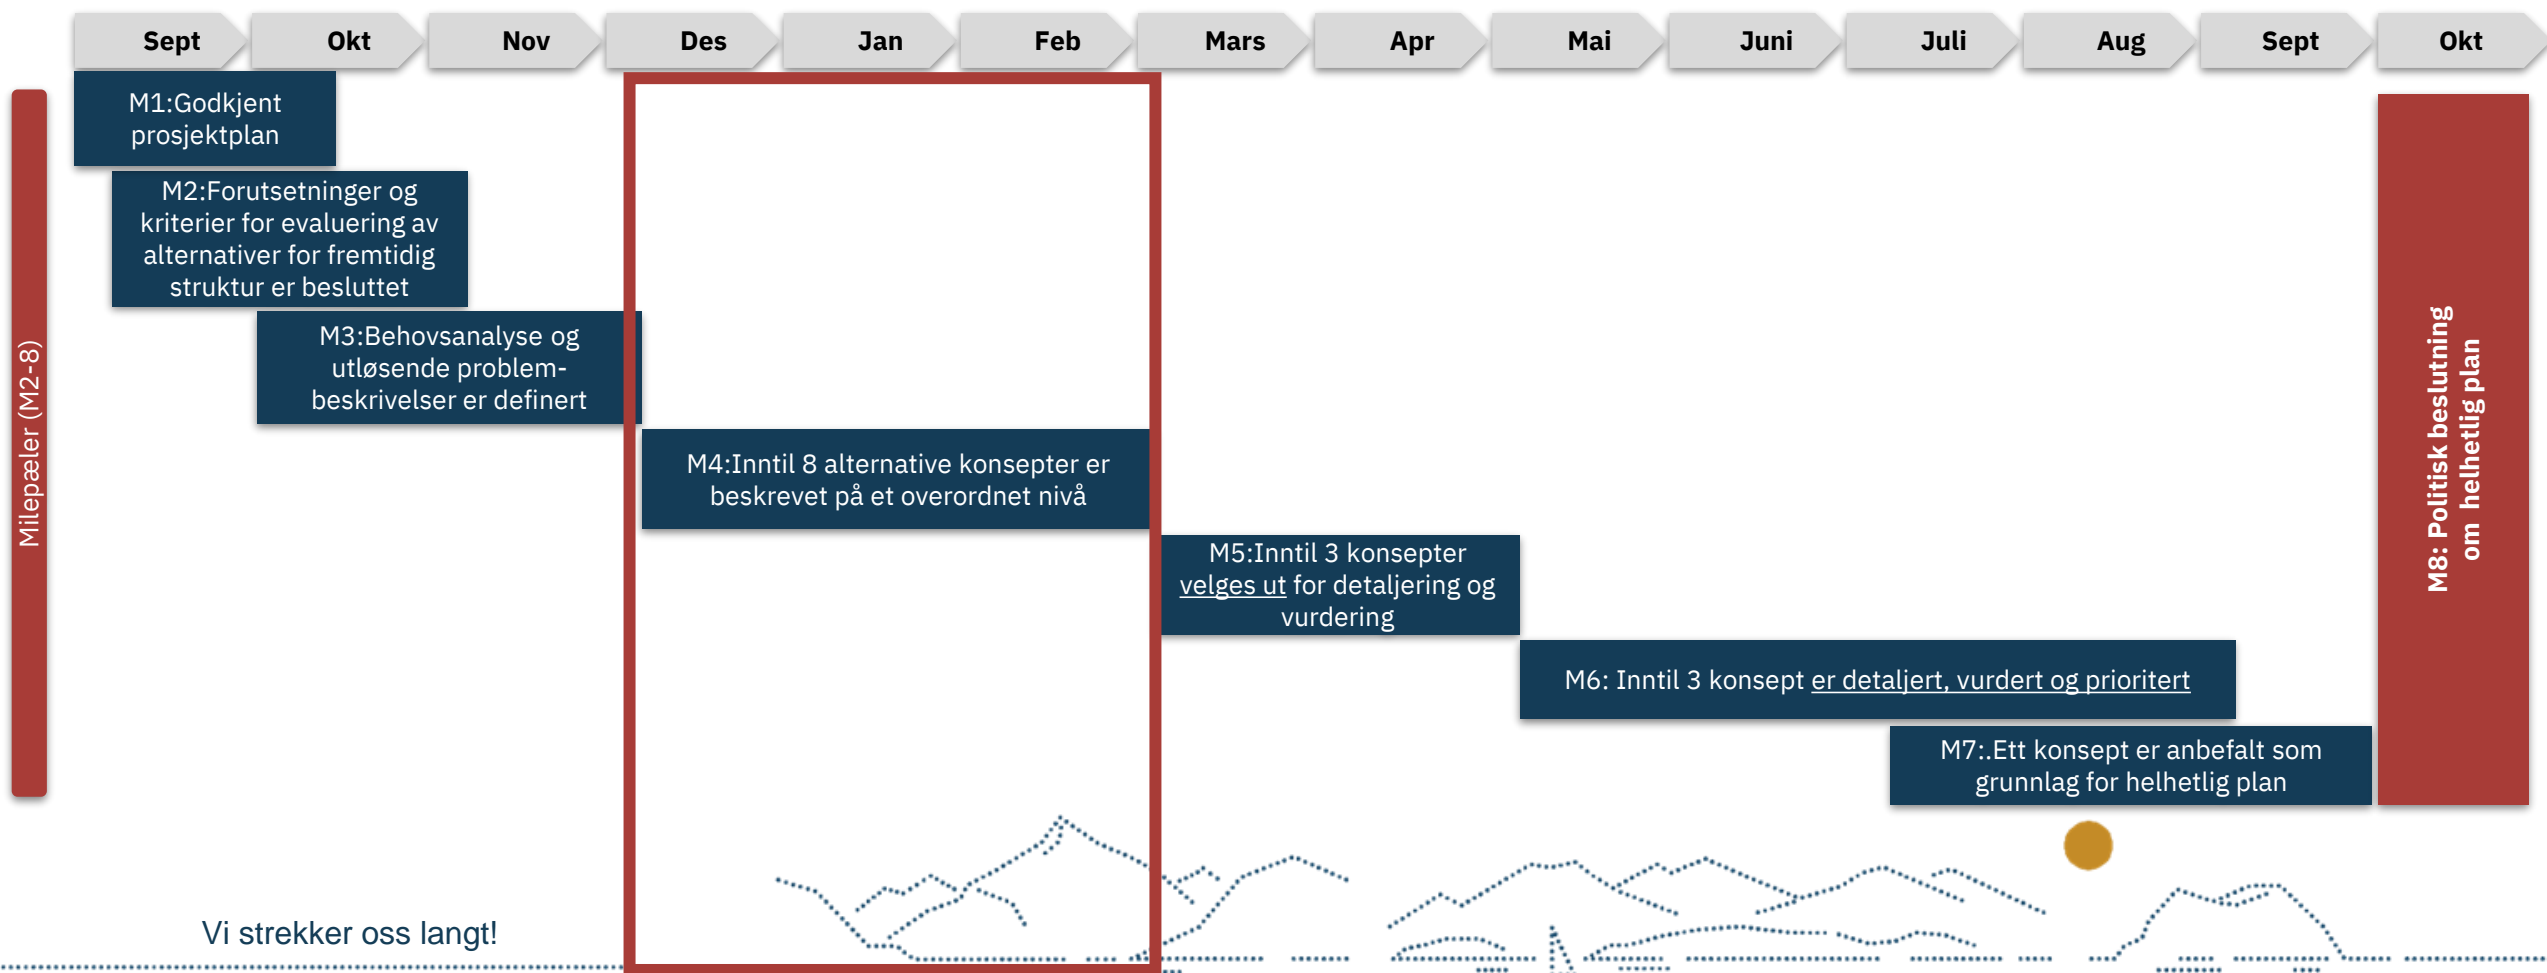 Sept
Okt
Nov
Des
Jan
Feb
Mars
Apr
Mai
Juni
Juli
Aug
Sept
Okt
Milepæler (M2-8)
M1:Godkjent
prosjektplan
M2:Forutsetninger og
kriterier for evaluering av
alternativer for fremtidig
struktur er besluttet
M3:Behovsanalyse og
utløsende problem-
beskrivelser er definert
M4:Inntil 8 alternative konsepter er
beskrevet på et overordnet nivå
M5:Inntil 3 konsepter
velges ut for detaljering og
vurdering
M6: Inntil 3 konsept er detaljert, vurdert og prioritert
M7:.Ett konsept er anbefalt som
grunnlag for helhetlig plan
M8: Politisk beslutning
om helhetlig plan
Vi strekker oss langt!